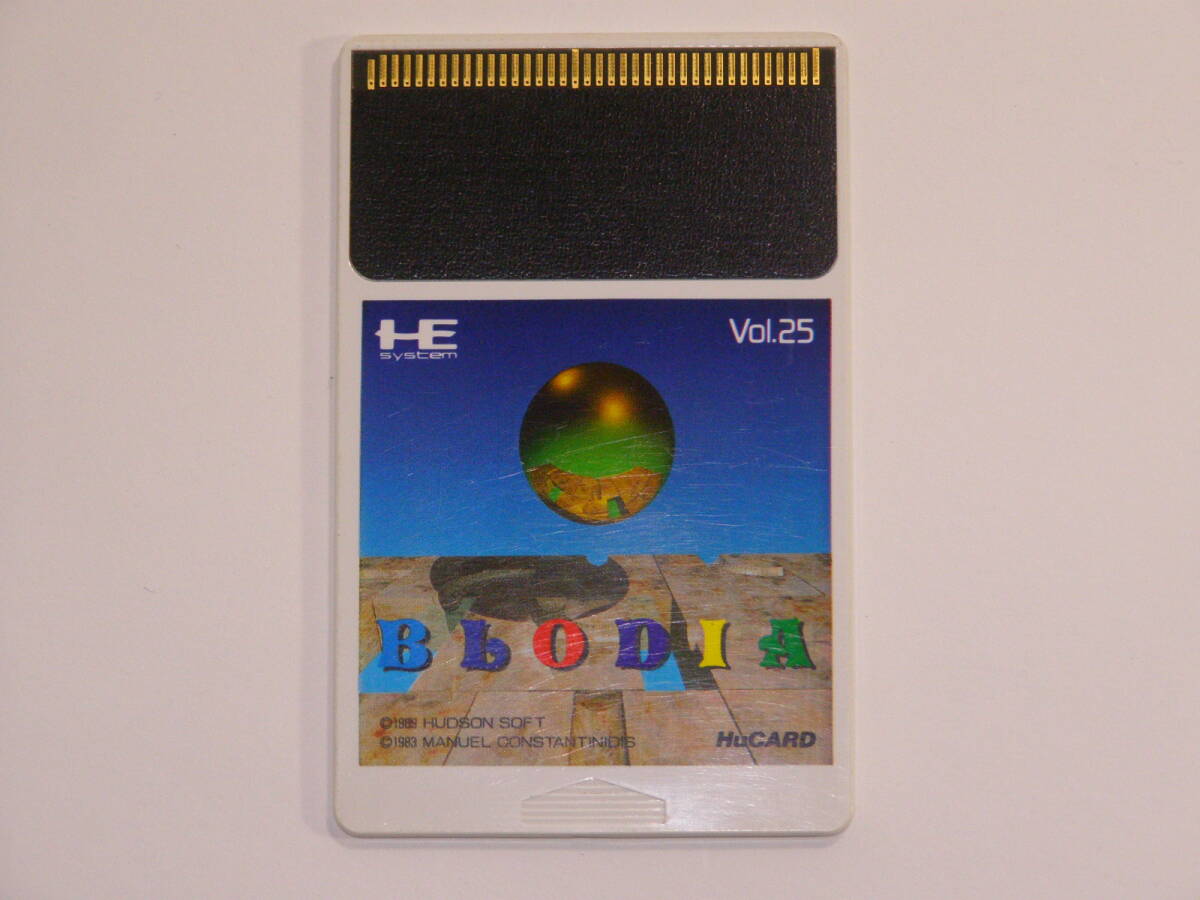 HE
system
Vol.25
BLODIA
©1989 HUDSON SOFT
©1983 MANUEL CONSTANTINIDIS
HuCARD